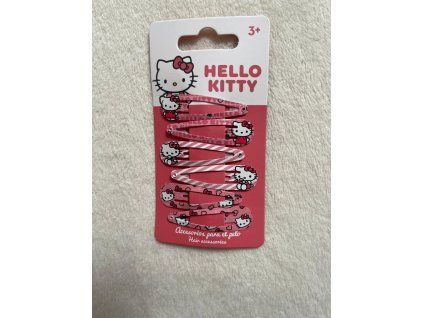 3+
HELLO
KITTY
Accesorios para el pelo
Hair accessories